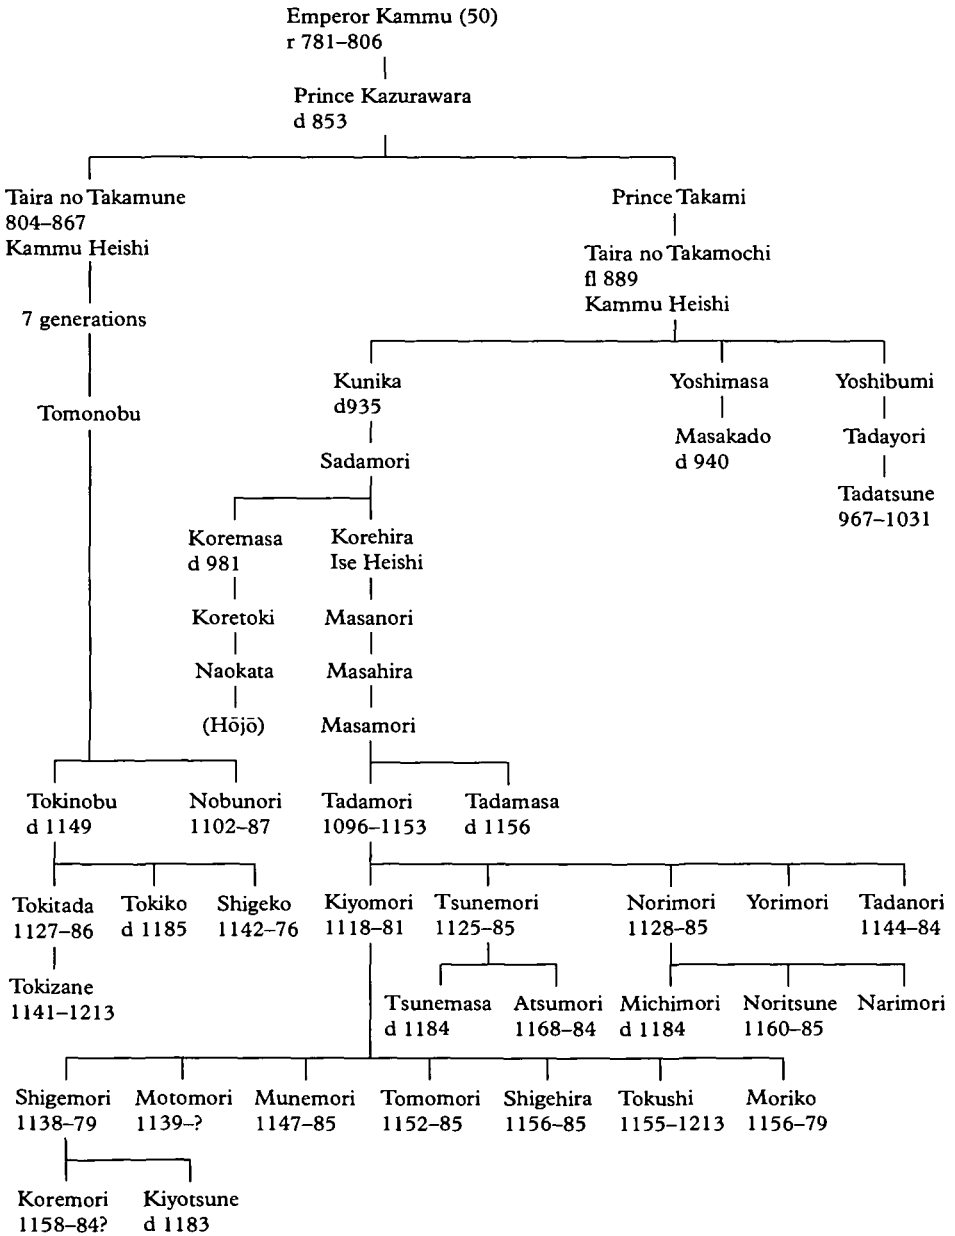 Emperor Kammu (50)
r 781–806
Prince Kazurawara
d 853
Taira no Takamune
804–867
Kammu Heishi
Prince Takami
Taira no Takamochi
fl 889
Kammu Heishi
7 generations
Tomonobu
Kunika
d935
Yoshimasa
Yoshibumi
Sadamori
Masakado
d 940
Tadayori
Tadatsune
967–1031
Koremasa
d 981
Korehira
Ise Heishi
Koretoki
Masanori
Naokata
Masahira
(Hōjō)
Masamori
Tokinobu
d 1149
Nobunori
1102–87
Tadamori
1096–1153
Tadamasa
d 1156
Tokitada
1127–86
Tokiko
d 1185
Shigeko
1142–76
Kiyomori
1118–81
Tsunemori
1125–85
Norimori
1128–85
Yorimori
Tadanori
1144–84
Tokizane
1141–1213
Tsunemasa
d 1184
Atsumori
1168–84
Michimori
d 1184
Noritsune
1160–85
Narimori
Shigemori
1138–79
Motomori
1139–?
Munemori
1147–85
Tomomori
1152–85
Shigehira
1156–85
Tokushi
1155–1213
Moriko
1156–79
Koremori
1158–84?
Kiyotsune
d 1183